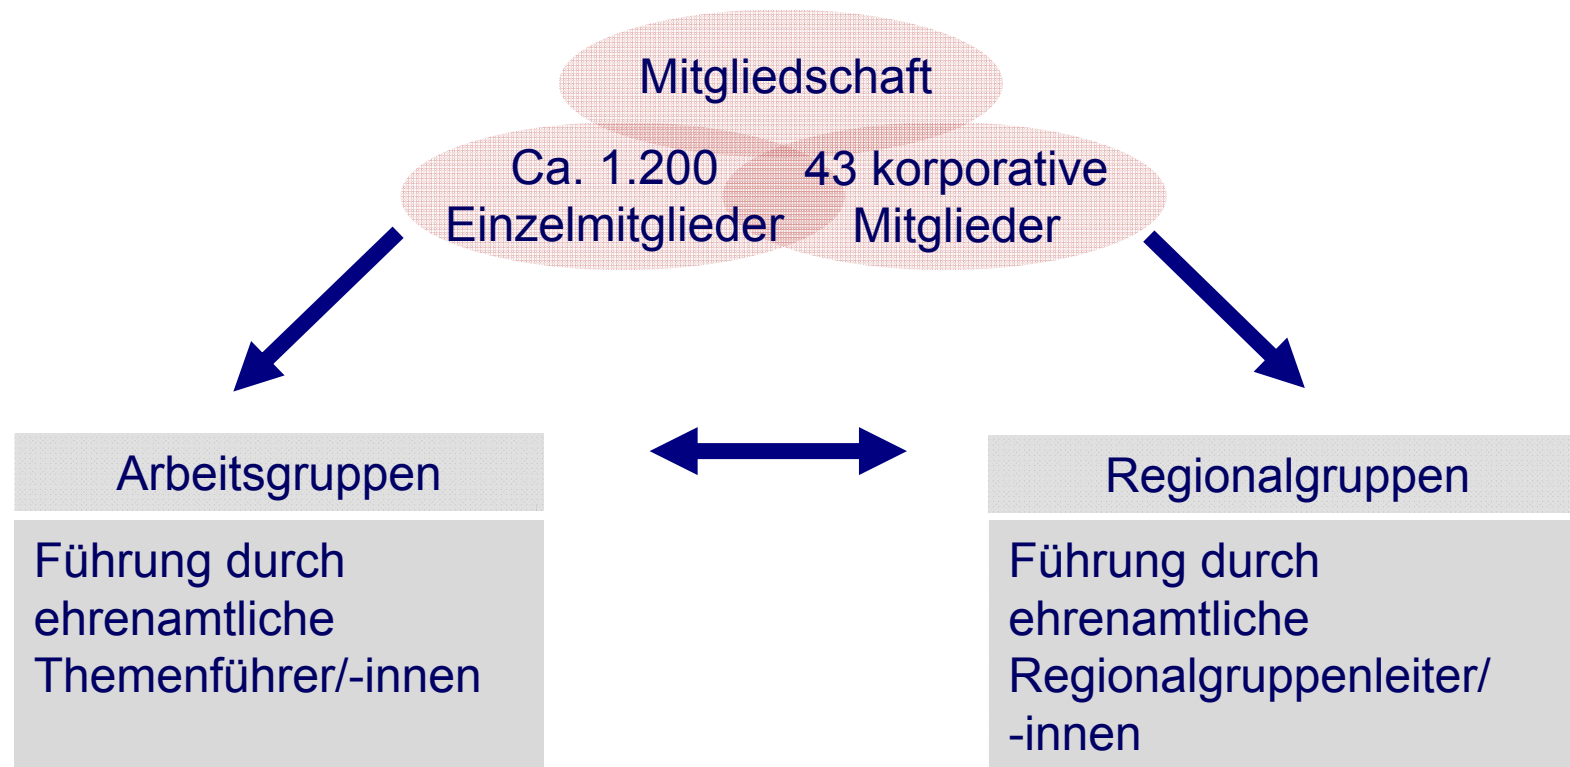 Mitgliedschaft
Ca. 1.200
Einzelmitglieder
43 korporative
Mitglieder
Arbeitsgruppen
Führung durch
ehrenamtliche
Themenführer/-innen
Regionalgruppen
Führung durch
ehrenamtliche
Regionalgruppenleiter/
-innen